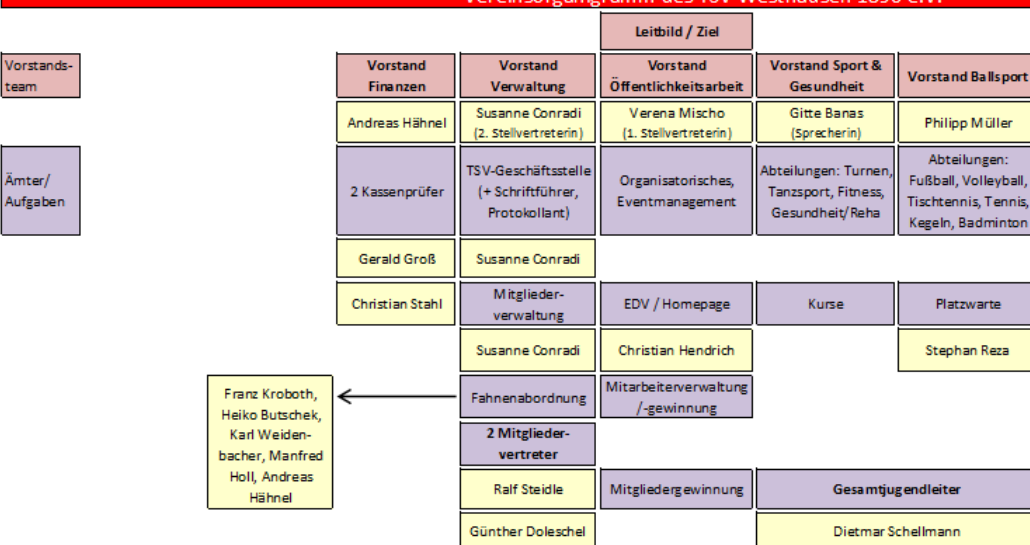 Vereinsorgamgramm des TSV Westhausen 1896 e.V.
Leitbild / Ziel
Vorstands-
team
Vorstand
Finanzen
Vorstand
Verwaltung
Vorstand
Öffentlichkeitsarbeit
Vorstand Sport &
Gesundheit
Vorstand Ballsport
Andreas Hähnel
Susanne Conradi
(2. Stellvertreterin)
Verena Mischo
(1. Stellvertreterin)
Gitte Banas
(Sprecherin)
Philipp Müller
Ämter/
Aufgaben
2 Kassenprüfer
TSV-Geschäftsstelle
(+ Schriftführer,
Protokollant)
Organisatorisches,
Eventmanagement
Abteilungen: Turnen,
Tanzsport, Fitness,
Gesundheit/Reha
Abteilungen:
Fußball, Volleyball,
Tischtennis, Tennis,
Kegeln, Badminton
Gerald Groß
Susanne Conradi
Christian Stahl
Mitglieder-
verwaltung
EDV / Homepage
Kurse
Platzwarte
Susanne Conradi
Christian Hendrich
Stephan Reza
Franz Kroboth,
Heiko Butschek,
Karl Weiden-
bacher, Manfred
Holl, Andreas
Hähnel
Fahnenabordnung
Mitarbeiterverwaltung
/-gewinnung
2 Mitglieder-
vertreter
Ralf Steidle
Mitgliedergewinnung
Gesamtjugendleiter
Günther Doleschel
Dietmar Schellmann